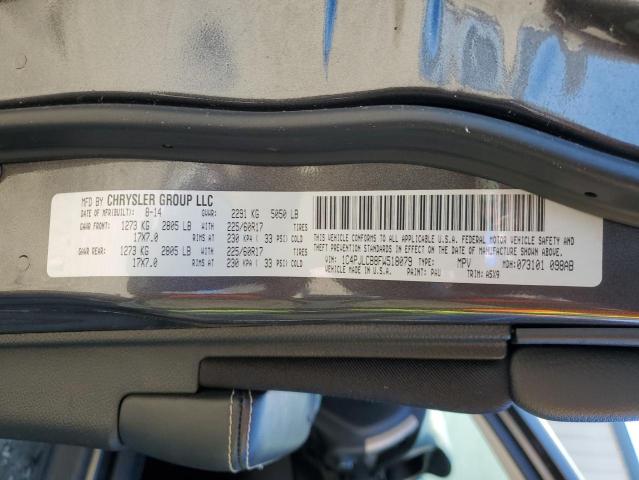 MFD BY CHRYSLER GROUP LLC
DATE OF MFR(BUILT): 8-14 GVWR: 2291 KG 5050 LB
GAWR FRONT: 1273 KG 2805 LB WITH 225/60R17 TIRES
17X7.0 RIMS AT 230 KPA ( 33 PSI) COLD
GAWR REAR: 1273 KG 2805 LB WITH 225/60R17 TIRES
17X7.0 RIMS AT 230 KPA ( 33 PSI) COLD
THIS VEHICLE CONFORMS TO ALL APPLICABLE U.S.A. FEDERAL MOTOR VEHICLE SAFETY AND
THEFT PREVENTION STANDARDS IN EFFECT ON THE DATE OF MANUFACTURE SHOWN ABOVE.
VEHICLE MADE IN U.S.A.
VIN: 1C4PJLCB8FW518079 TYPE: MPV MDH: 073101 098AB
PAINT: PAU TRIM: A5X9